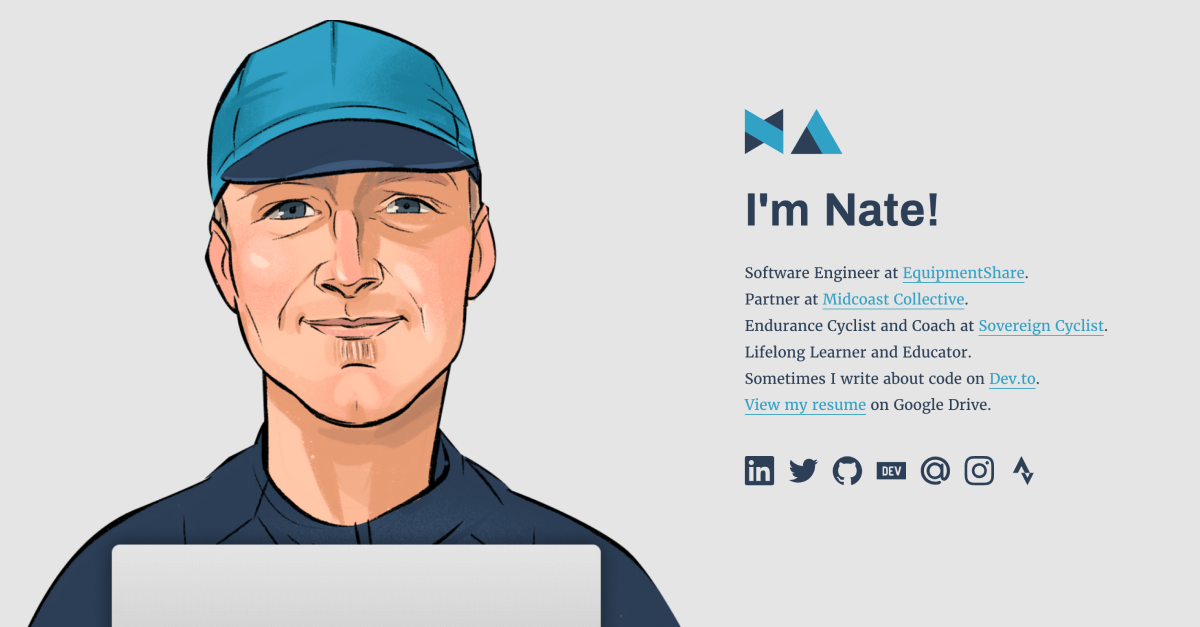 NA
I'm Nate!
Software Engineer at EquipmentShare.
Partner at Midcoast Collective.
Endurance Cyclist and Coach at Sovereign Cyclist.
Lifelong Learner and Educator.
Sometimes I write about code on Dev.to.
View my resume on Google Drive.
in DEV @